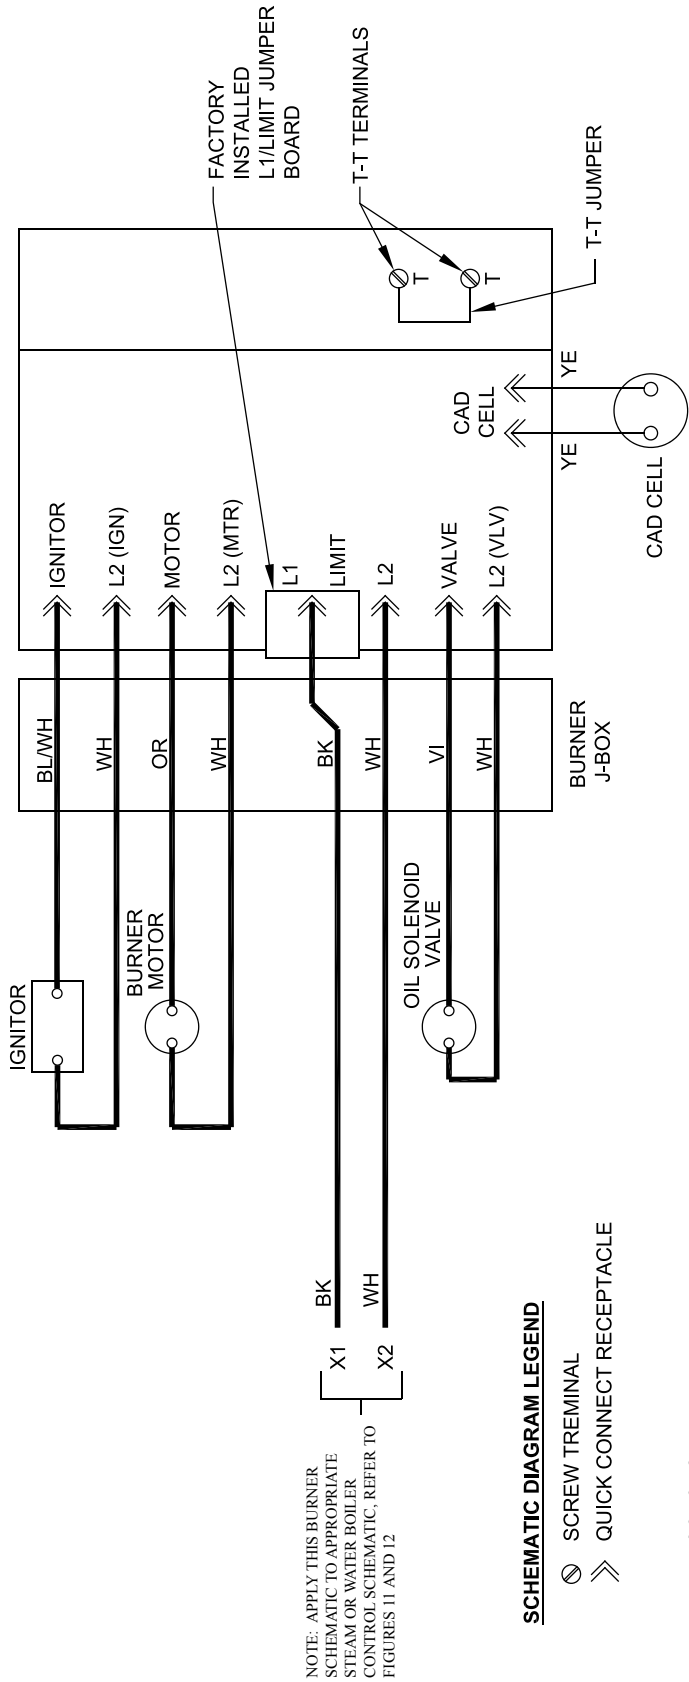 IGNITOR
BURNER
MOTOR
OIL SOLENOID
VALVE
BL/WH
WH
OR
WH
BK
WH
VI
WH
BURNER
J-BOX
IGNITOR
L2 (IGN)
MOTOR
L2 (MTR)
L1
LIMIT
L2
VALVE
L2 (VLV)
FACTORY
INSTALLED
L1/LIMIT JUMPER
BOARD
T-T TERMINALS
T
T
T-T JUMPER
CAD
CELL
YE
YE
CAD CELL
BK
WH
X1
X2
NOTE: APPLY THIS BURNER
SCHEMATIC TO APPROPRIATE
STEAM OR WATER BOILER
CONTROL SCHEMATIC, REFER TO
FIGURES 11 AND 12
SCHEMATIC DIAGRAM LEGEND
SCREW TREMINAL
QUICK CONNECT RECEPTACLE